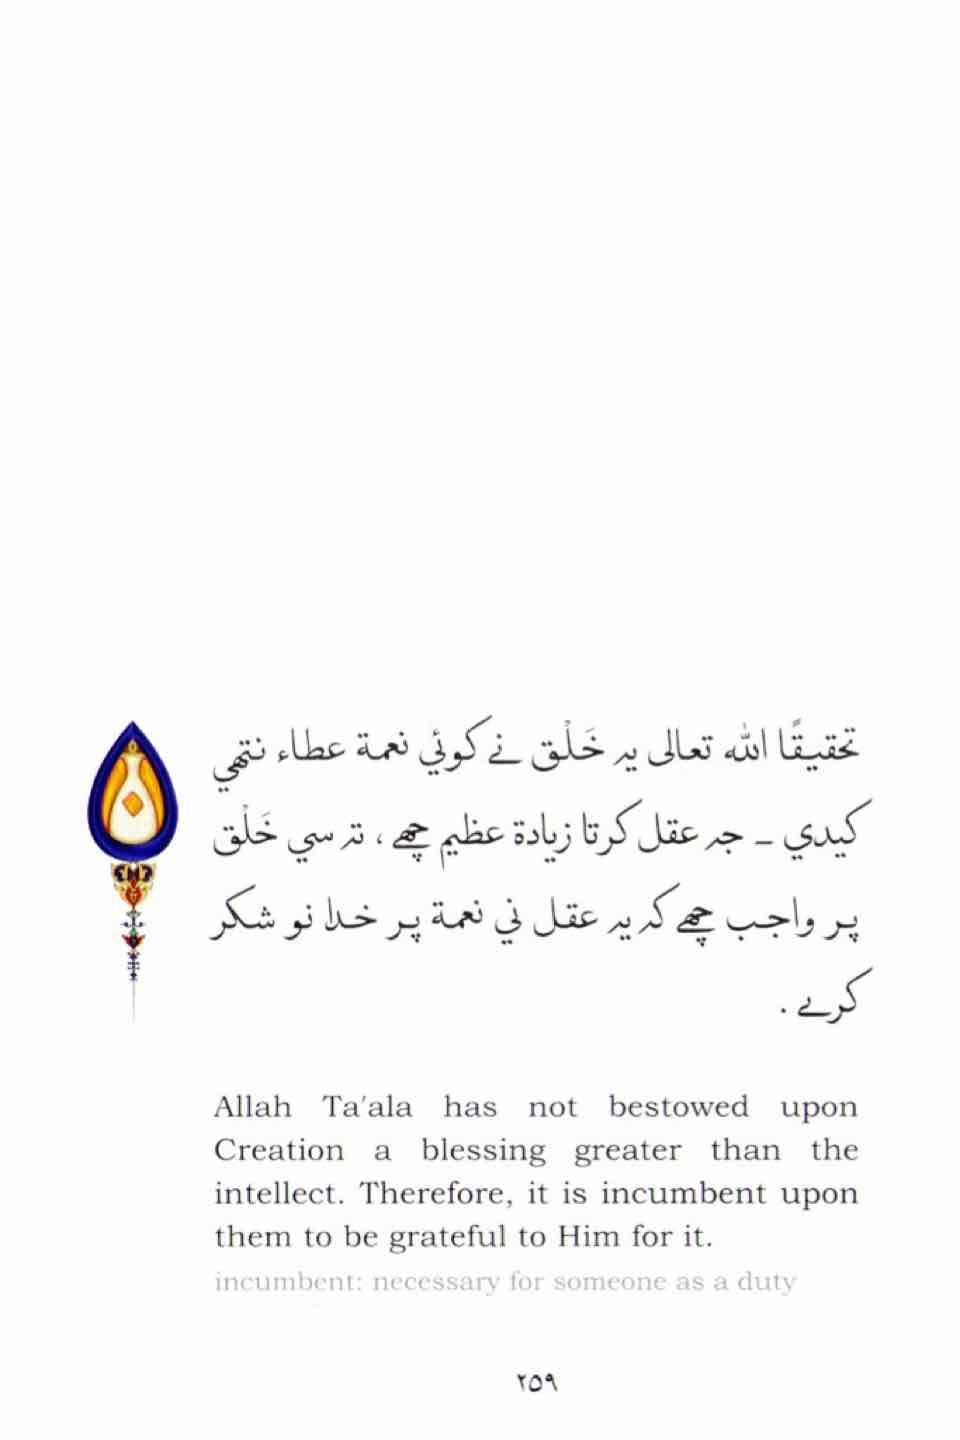 تحقيقًا الله تعالى يہ خَلْق نے كوئي نعمة عطاء نتهي
كيدي ـ جہ عقل كرتا زيادة عظيم چھے ، تہ سي خَلْق
پر واجب چھے كہ يہ عقل ني نعمة پر خدا نو شكر
كرے .
Allah Ta'ala has not bestowed upon
Creation a blessing greater than the
intellect. Therefore, it is incumbent upon
them to be grateful to Him for it.
incumbent: necessary for someone as a duty
٢٥٩